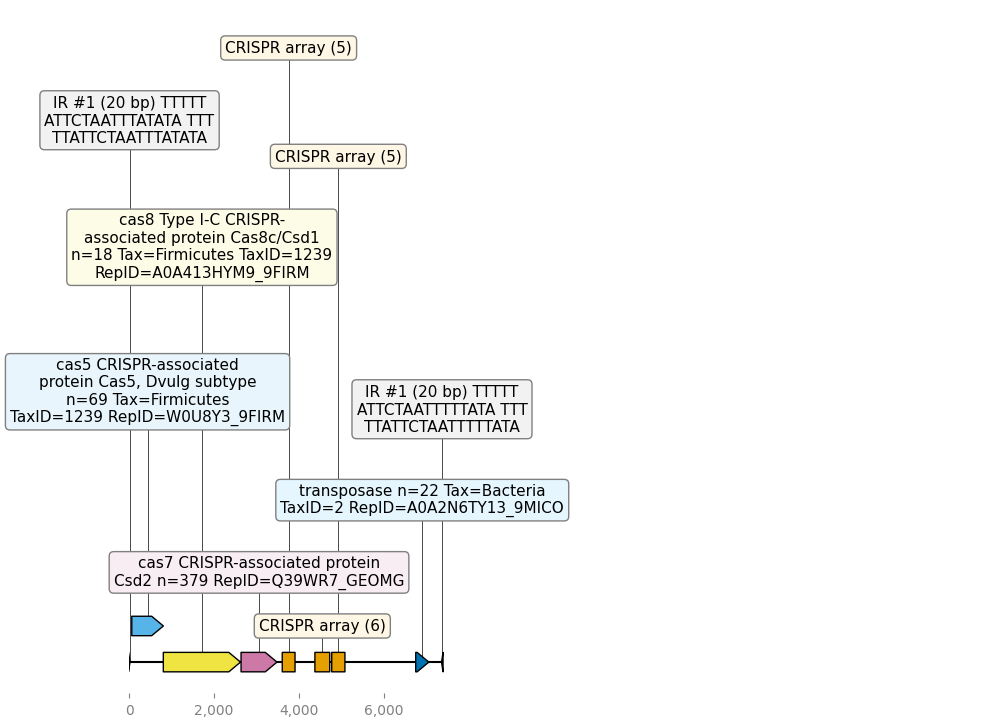 CRISPR array (5)
IR #1 (20 bp) TTTTT
ATTCTAATTTATATA TTT
TTATTCTAATTTATATA
CRISPR array (5)
cas8 Type I-C CRISPR-
associated protein Cas8c/Csd1
n=18 Tax=Firmicutes TaxID=1239
RepID=A0A413HYM9_9FIRM
cas5 CRISPR-associated
protein Cas5, Dvulg subtype
n=69 Tax=Firmicutes
TaxID=1239 RepID=W0U8Y3_9FIRM
IR #1 (20 bp) TTTTT
ATTCTAATTTTTATA TTT
TTATTCTAATTTTTATA
transposase n=22 Tax=Bacteria
TaxID=2 RepID=A0A2N6TY13_9MICO
cas7 CRISPR-associated protein
Csd2 n=379 RepID=Q39WR7_GEOMG
CRISPR array (6)
0 2,000 4,000 6,000